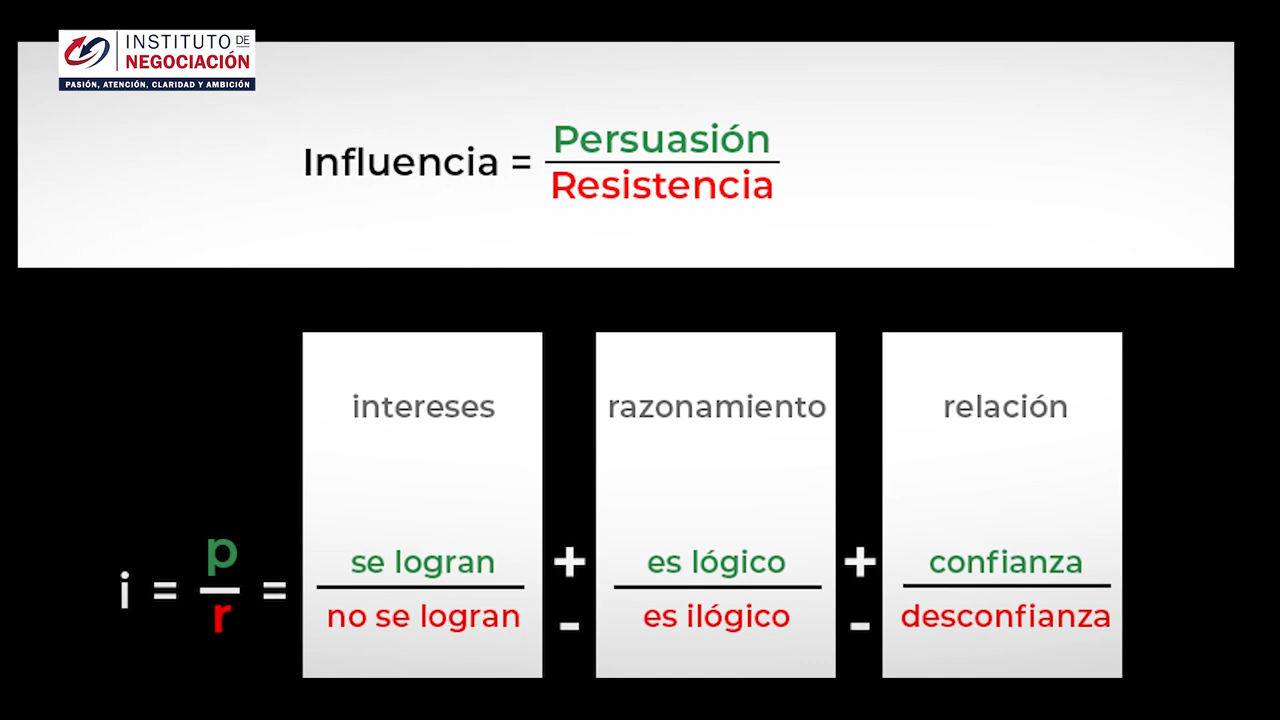 INSTITUTO DE
NEGOCIACIÓN
PASIÓN, ATENCIÓN, CLARIDAD Y AMBICIÓN
Influencia = Persuasión
Resistencia
intereses razonamiento relación
i = p = se logran + es lógico + confianza
r no se logran - es ilógico - desconfianza